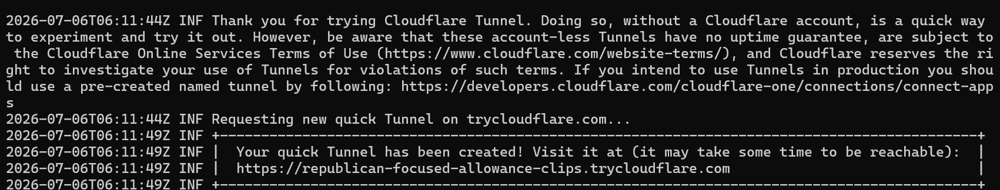 2026-07-06T06:11:44Z INF Thank you for trying Cloudflare Tunnel. Doing so, without a Cloudflare account, is a quick way
to experiment and try it out. However, be aware that these account-less Tunnels have no uptime guarantee, are subject to
 the Cloudflare Online Services Terms of Use (https://www.cloudflare.com/website-terms/), and Cloudflare reserves the ri
ght to investigate your use of Tunnels for violations of such terms. If you intend to use Tunnels in production you shou
ld use a pre-created named tunnel by following: https://developers.cloudflare.com/cloudflare-one/connections/connect-app
s
2026-07-06T06:11:44Z INF Requesting new quick Tunnel on trycloudflare.com...
2026-07-06T06:11:49Z INF +--------------------------------------------------------------------------------------------+
2026-07-06T06:11:49Z INF |  Your quick Tunnel has been created! Visit it at (it may take some time to be reachable):  |
2026-07-06T06:11:49Z INF |  https://republican-focused-allowance-clips.trycloudflare.com                              |
2026-07-06T06:11:49Z INF +--------------------------------------------------------------------------------------------+